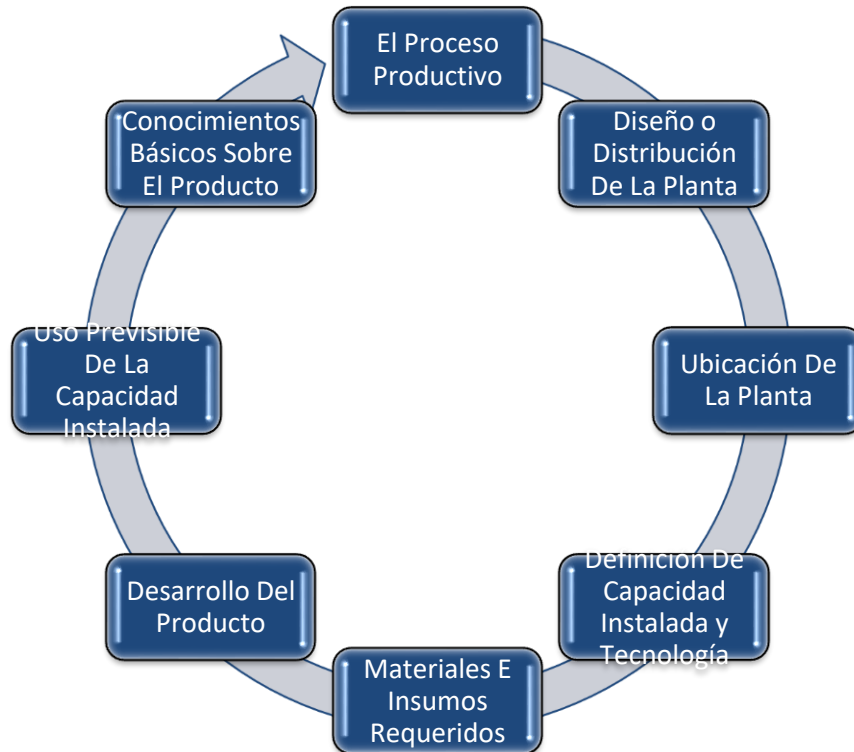 El Proceso
Productivo
Diseño o
Distribución
De La Planta
Ubicación De
La Planta
Definición De
Capacidad
Instalada y
Tecnología
Materiales E
Insumos
Requeridos
Desarrollo Del
Producto
Uso Previsible
De La
Capacidad
Instalada
Conocimientos
Básicos Sobre
El Producto